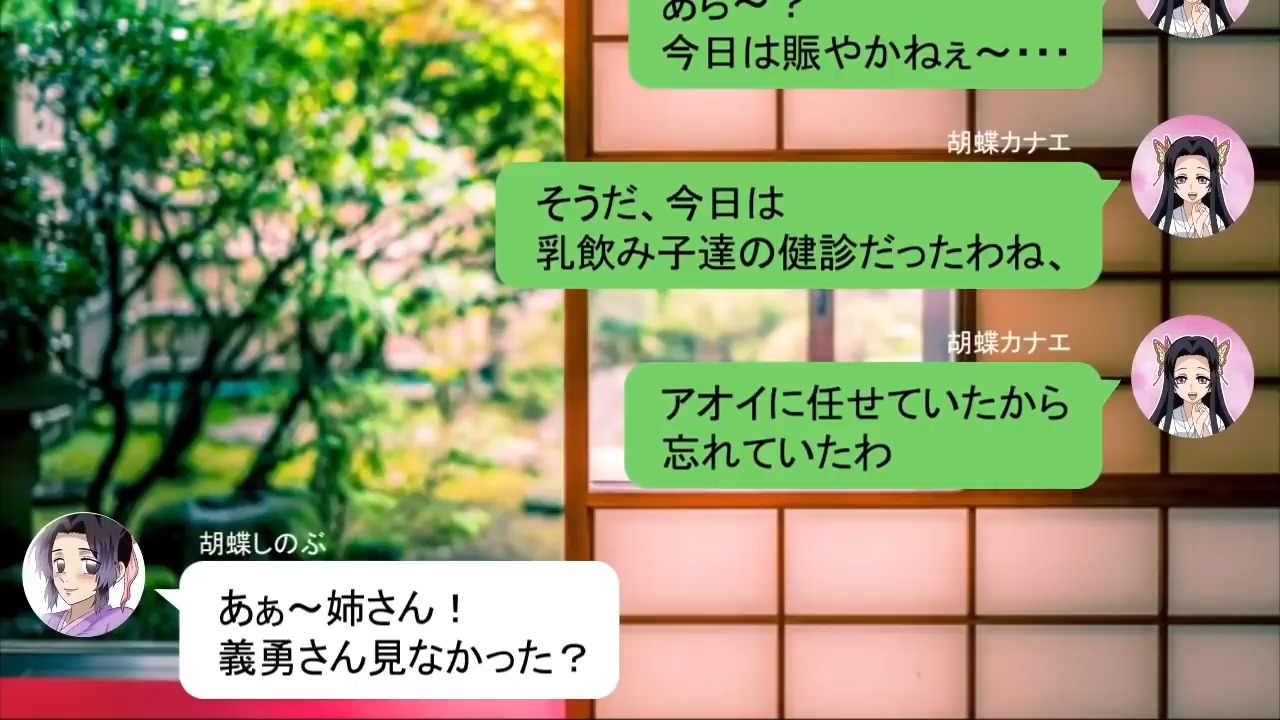 あら～？
今日は賑やかねぇ～・・・
胡蝶カナエ
そうだ、今日は
乳飲み子達の健診だったわね、
胡蝶カナエ
アオイに任せていたから
忘れていたわ
胡蝶しのぶ
あぁ～姉さん！
義勇さん見なかった？